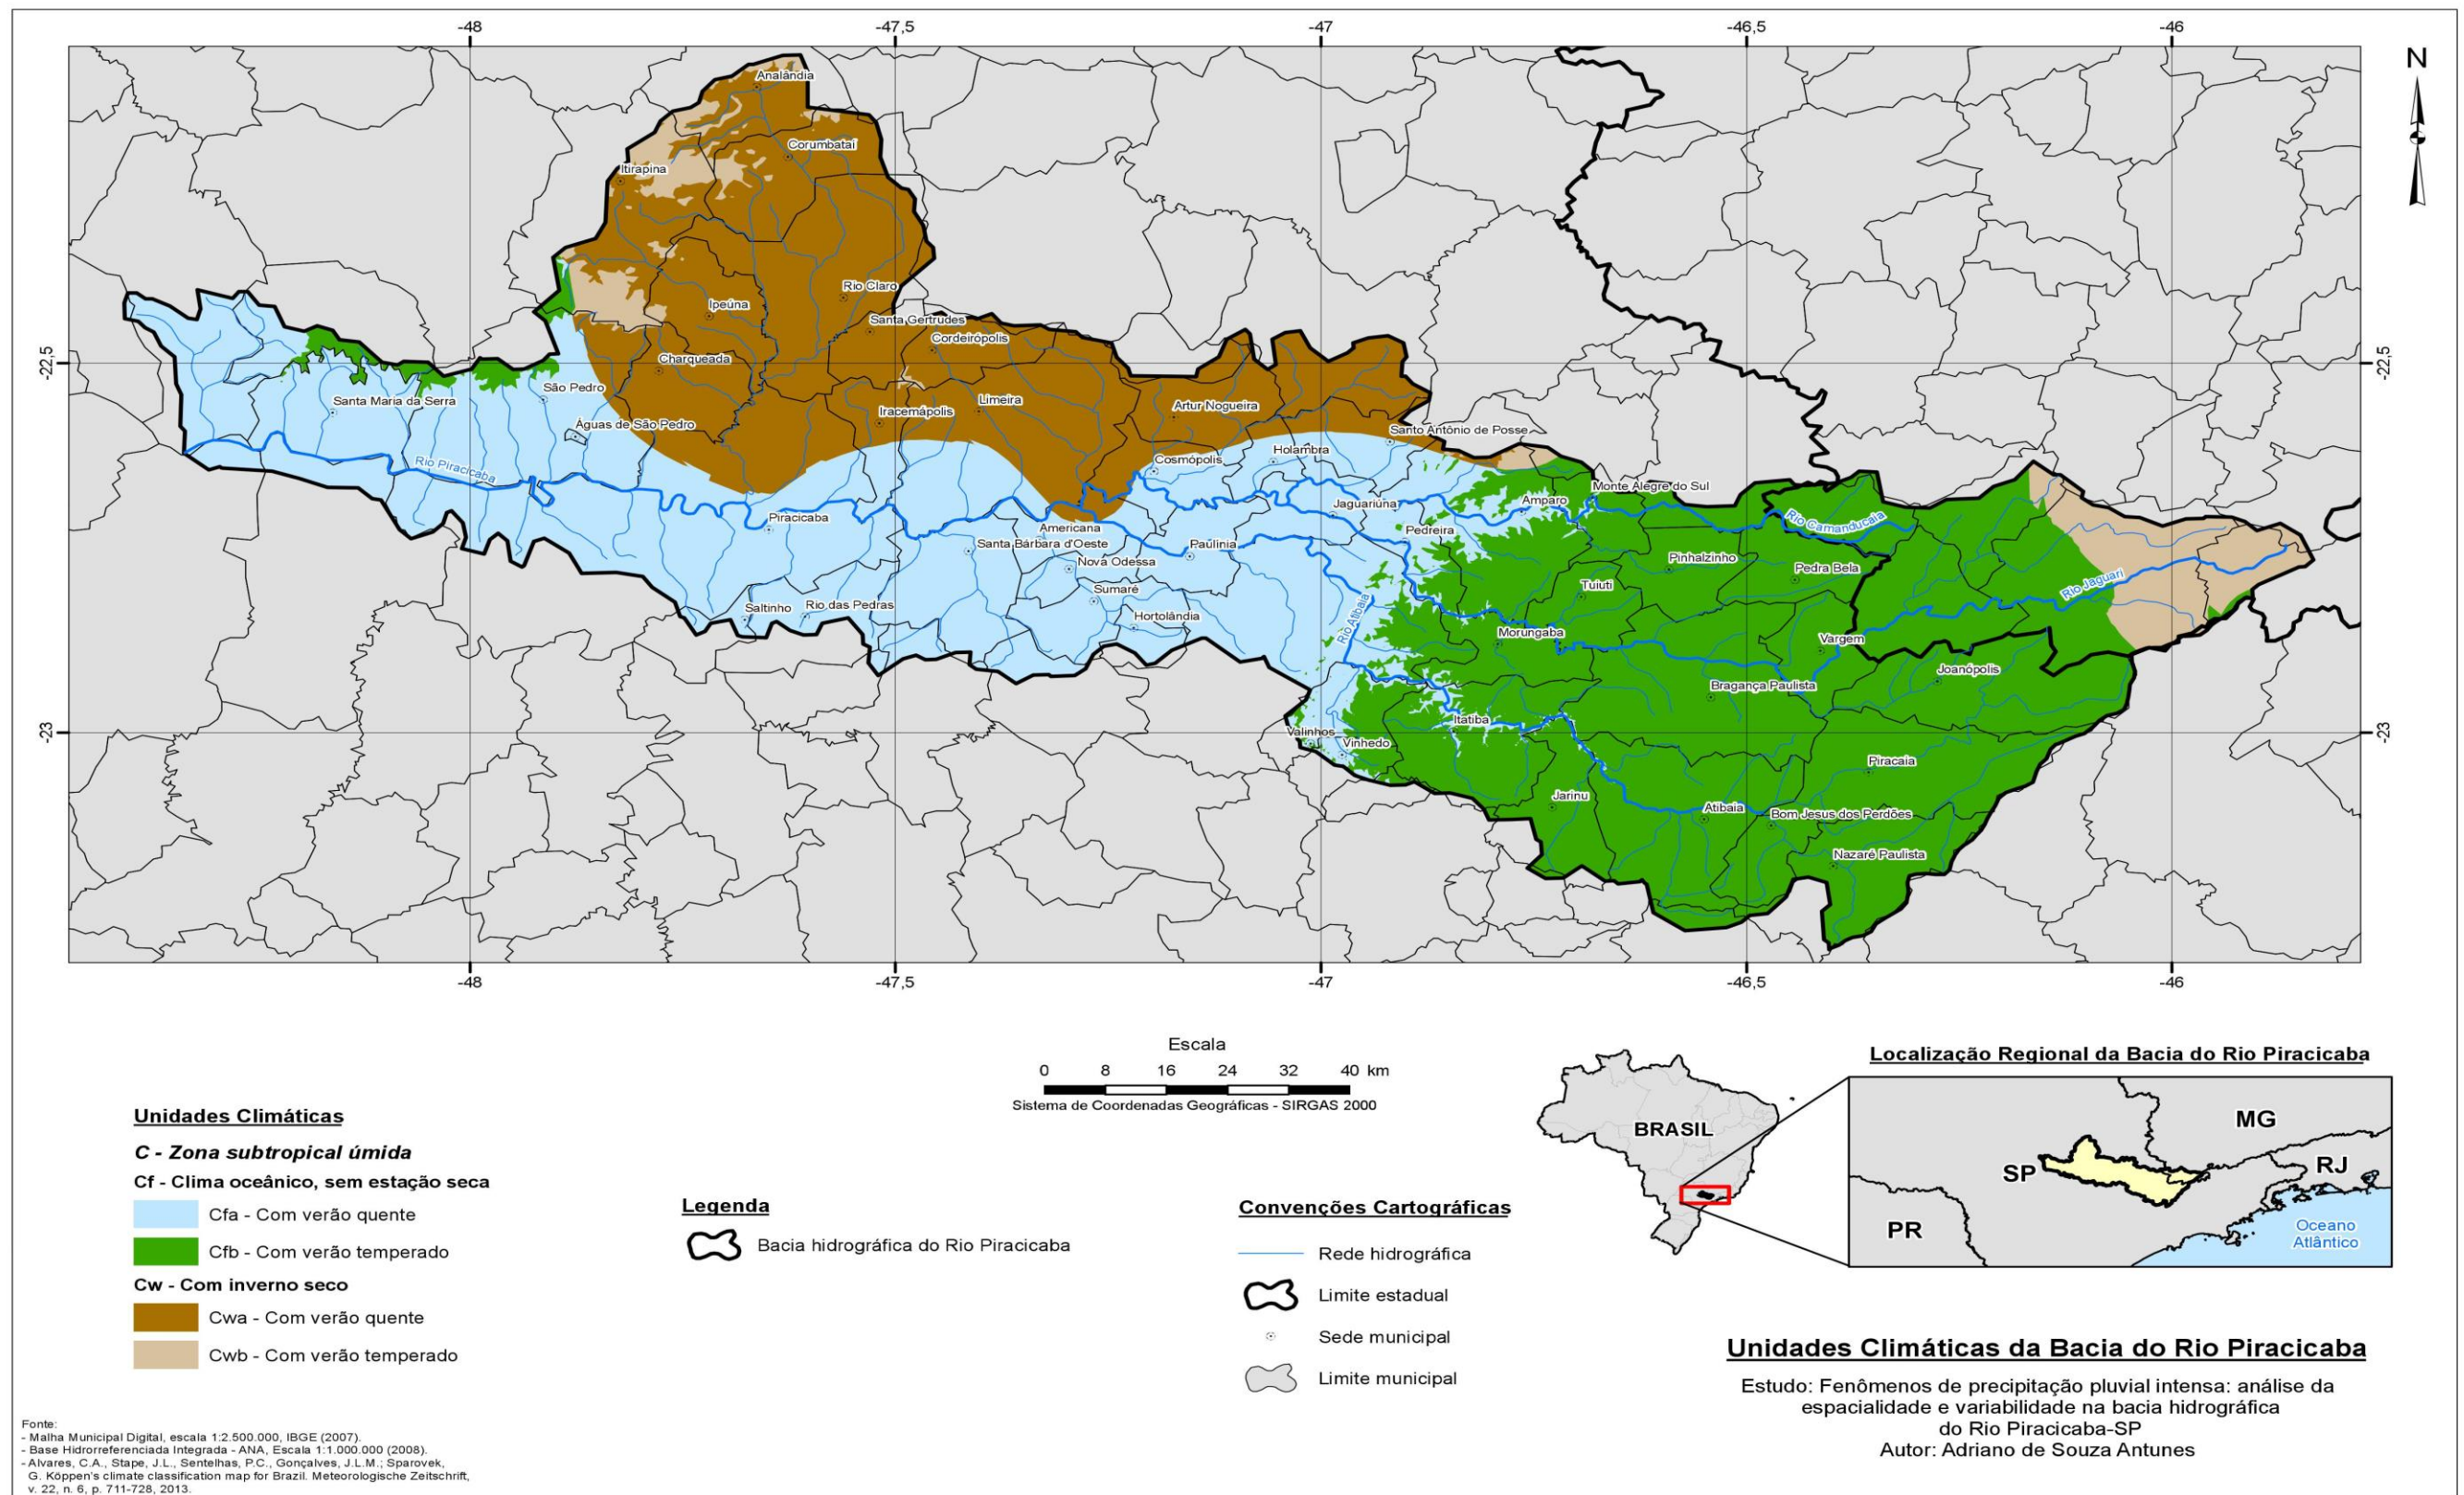 -48
-47,5
-47
-46,5
-46
N
Analândia
Corumbataí
Itirapina
Rio Claro
Ipeúna
Santa Gertrudes
Cordeirópolis
-22,5
-22,5
Charqueada
São Pedro
Santa Maria da Serra
Limeira
Artur Nogueira
Iracemápolis
Águas de São Pedro
Santo Antônio de Posse
Holambra
Cosmópolis
Rio Piracicaba
Monte Alegre do Sul
Amparo
Jaguariúna
Piracicaba
Rio Camanducaia
Americana
Pedreira
Santa Bárbara d'Oeste
Paulínia
Pinhalzinho
Nova Odessa
Pedra Bela
Tuiuti
Rio Jaguari
Sumaré
Saltinho
Rio das Pedras
Hortolândia
Rio Atibaia
Morungaba
Vargem
Joanópolis
Bragança Paulista
Itatiba
-23
-23
Valinhos
Vinhedo
Piracaia
Jarinu
Atibaia
Bom Jesus dos Perdões
Nazaré Paulista
-48
-47,5
-47
-46,5
-46
Escala
0 8 16 24 32 40 km
Sistema de Coordenadas Geográficas - SIRGAS 2000
Unidades Climáticas
C - Zona subtropical úmida
Cf - Clima oceânico, sem estação seca
Cfa - Com verão quente
Cfb - Com verão temperado
Cw - Com inverno seco
Cwa - Com verão quente
Cwb - Com verão temperado
Legenda
Bacia hidrográfica do Rio Piracicaba
Convenções Cartográficas
Rede hidrográfica
Limite estadual
Sede municipal
Limite municipal
BRASIL
Localização Regional da Bacia do Rio Piracicaba
MG
SP
RJ
PR
Oceano
Atlântico
Unidades Climáticas da Bacia do Rio Piracicaba
Estudo: Fenômenos de precipitação pluvial intensa: análise da
espacialidade e variabilidade na bacia hidrográfica
do Rio Piracicaba-SP
Autor: Adriano de Souza Antunes
Fonte:
- Malha Municipal Digital, escala 1:2.500.000, IBGE (2007).
- Base Hidrorreferenciada Integrada - ANA, Escala 1:1.000.000 (2008).
- Alvares, C.A., Stape, J.L., Sentelhas, P.C., Gonçalves, J.L.M.; Sparovek,
G. Köppen's climate classification map for Brazil. Meteorologische Zeitschrift,
v. 22, n. 6, p. 711-728, 2013.